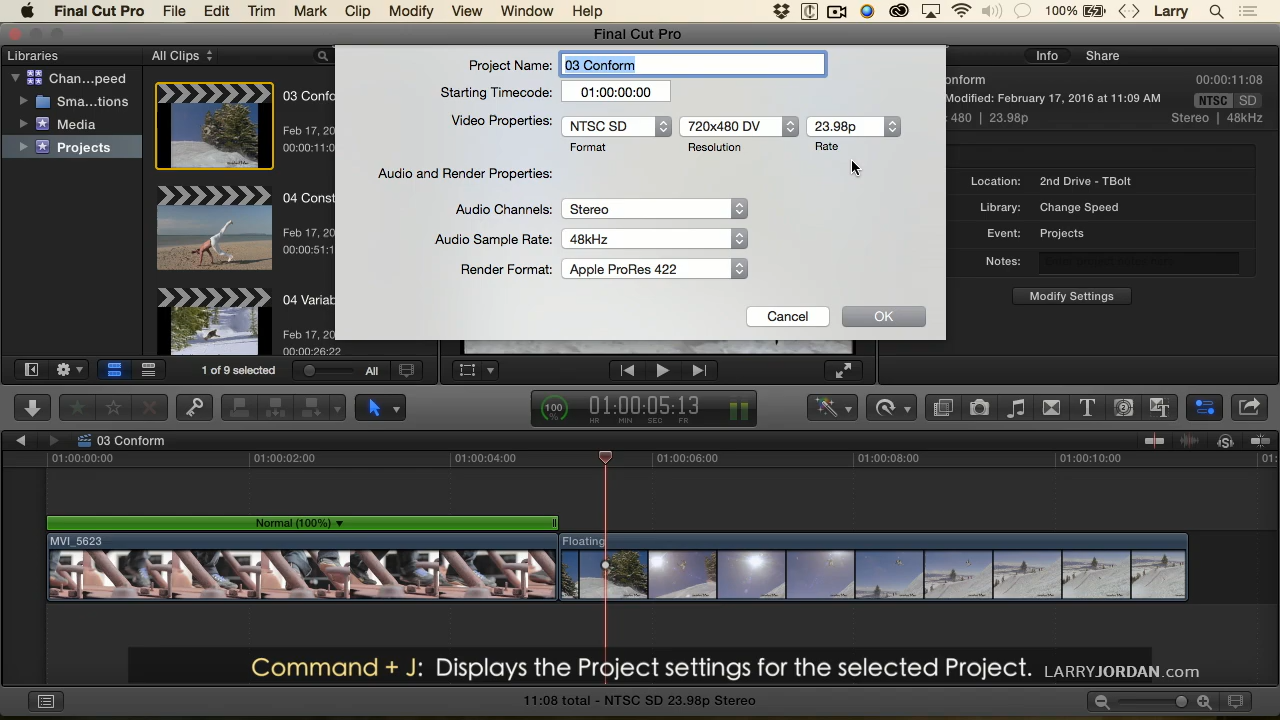 Final Cut Pro File Edit Trim Mark Clip Modify View Window Help 100% Larry
Final Cut Pro
Libraries
All Clips
Info
Share
Chan...peed
Sma...tions
Media
Projects
03 Confo
Feb 17, 20
00:00:11:0
04 Const
Feb 17, 20
00:00:51:1
04 Variab
Feb 17, 20
00:00:26:22
Project Name: 03 Conform
Starting Timecode: 01:00:00:00
Video Properties: NTSC SD 720x480 DV 23.98p
Format Resolution Rate
Audio and Render Properties:
Audio Channels: Stereo
Audio Sample Rate: 48kHz
Render Format: Apple ProRes 422
Cancel OK
onform 00:00:11:08
Modified: February 17, 2016 at 11:09 AM NTSC SD
480 | 23.98p Stereo | 48kHz
Location: 2nd Drive - TBolt
Library: Change Speed
Event: Projects
Notes:
Modify Settings
1 of 9 selected All
100 % 01:00:05:13
HR MIN SEC FR
03 Conform
01:00:00:00 01:00:02:00 01:00:04:00 01:00:06:00 01:00:08:00 01:00:10:00 01:
Normal (100%)
MVI_5623 Floating
Command + J: Displays the Project settings for the selected Project. LARRYJORDAN.com
11:08 total - NTSC SD 23.98p Stereo